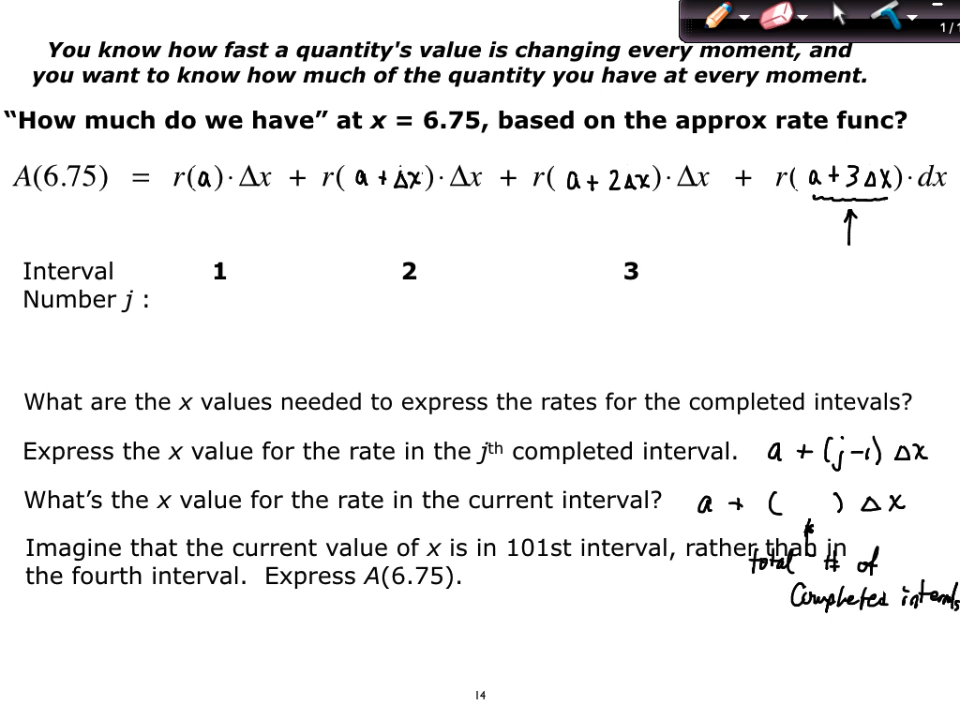 1/1
You know how fast a quantity's value is changing every moment, and
you want to know how much of the quantity you have at every moment.
“How much do we have” at x = 6.75, based on the approx rate func?
A(6.75) = r(a)·Δx + r( a + Δx)·Δx + r( a + 2Δx)·Δx + r( a + 3Δx)·dx
Interval 1 2 3
Number j :
What are the x values needed to express the rates for the completed intevals?
Express the x value for the rate in the jth completed interval. a + (j-1) Δx
What’s the x value for the rate in the current interval? a + ( ) Δx
Imagine that the current value of x is in 101st interval, rather than in
total # of
the fourth interval. Express A(6.75).
Completed intervals
14